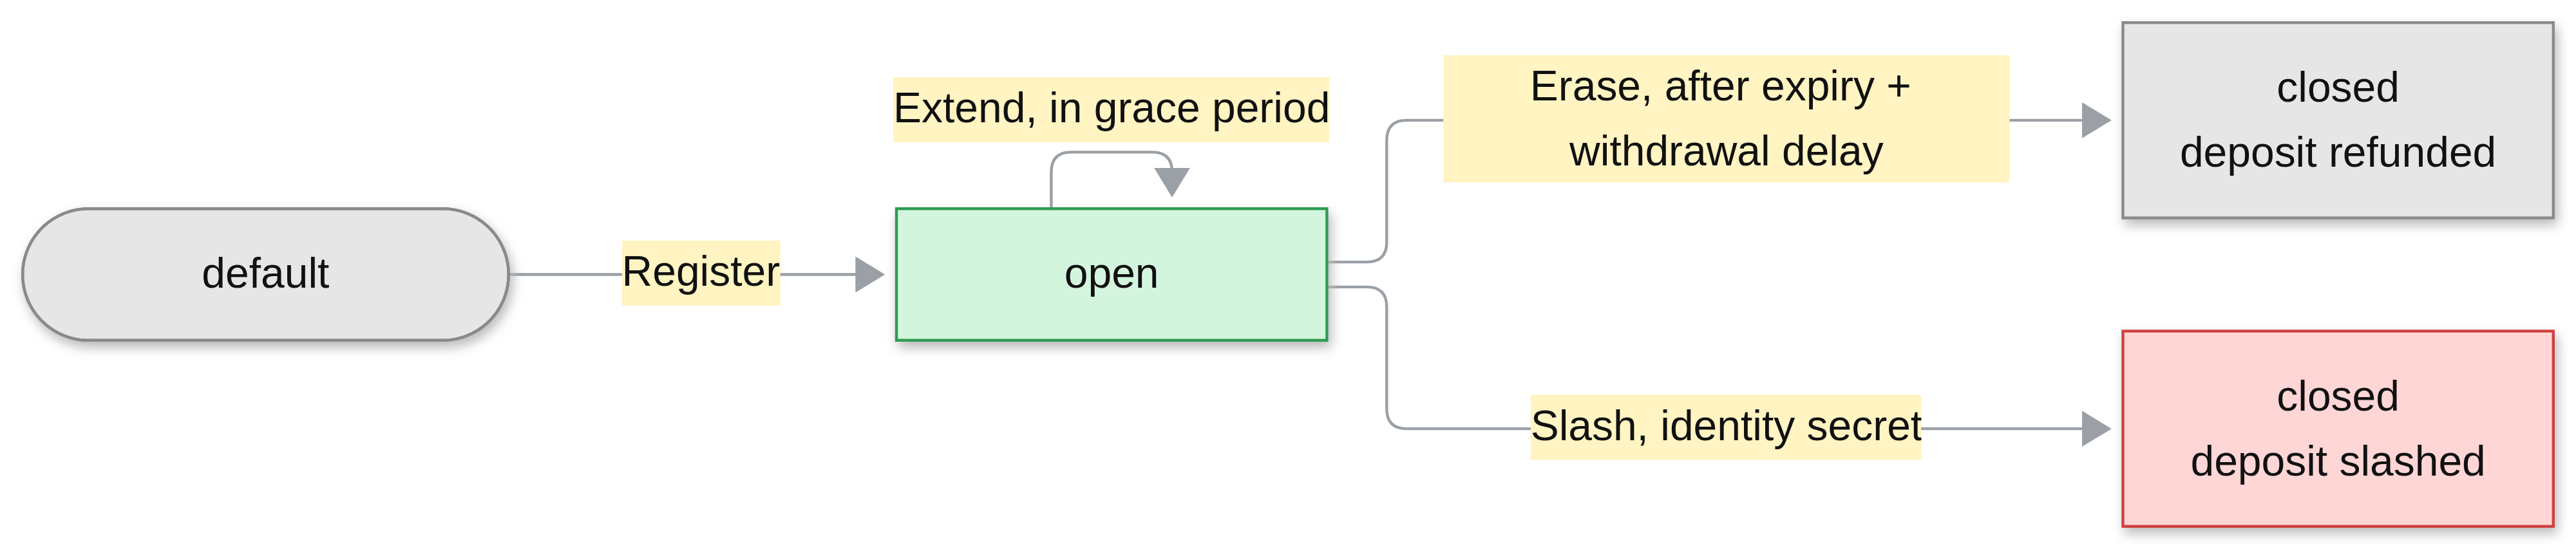 default
Register
Extend, in grace period
open
Erase, after expiry +
withdrawal delay
closed
deposit refunded
Slash, identity secret
closed
deposit slashed